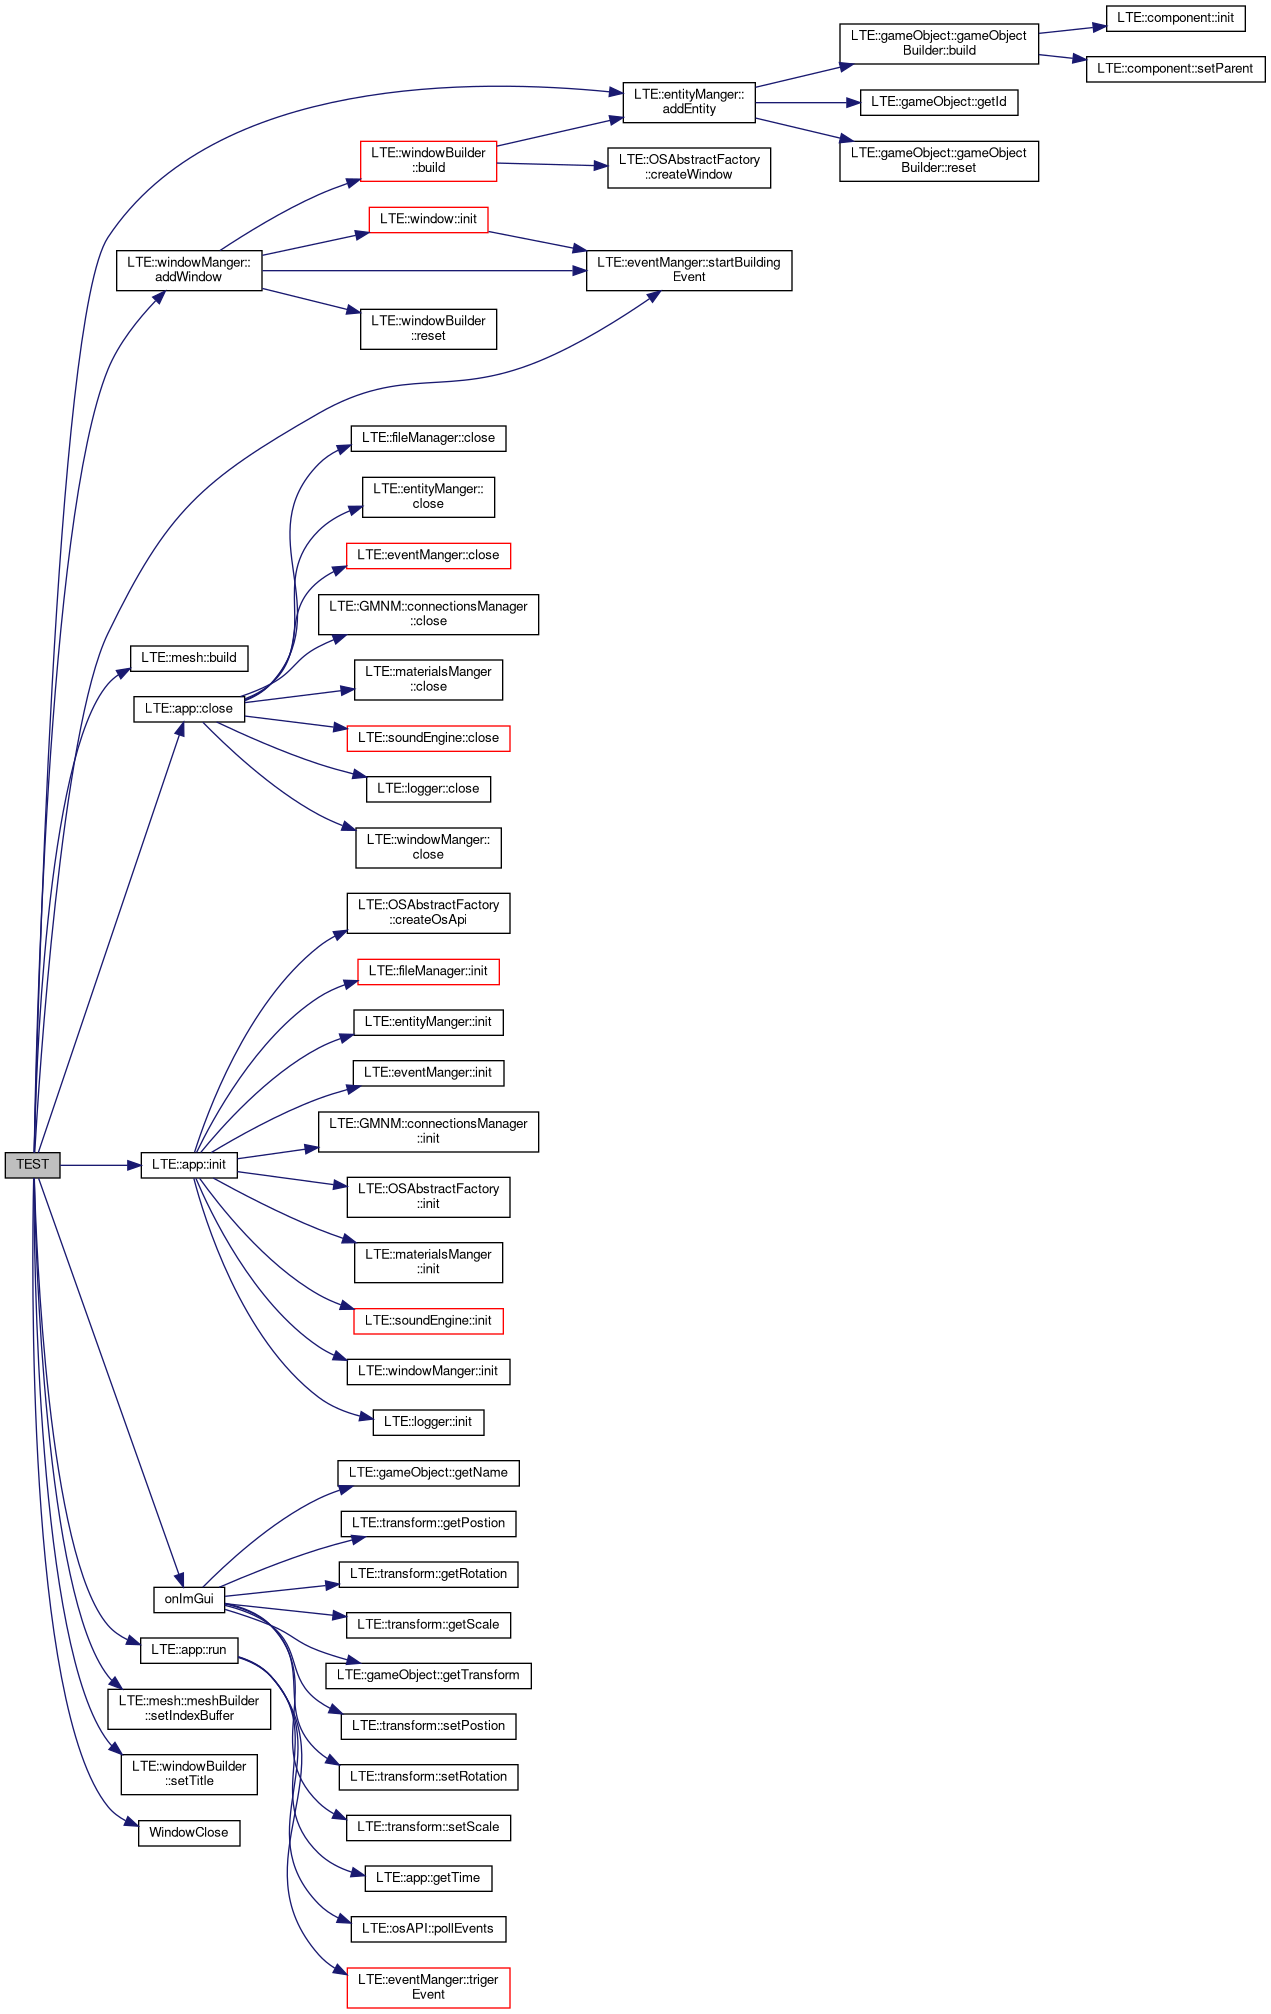 LTE::component::init
LTE::gameObject::gameObject
Builder::build
LTE::component::setParent
LTE::entityManger::
addEntity
LTE::gameObject::getId
LTE::windowBuilder
::build
LTE::OSAbstractFactory
::createWindow
LTE::gameObject::gameObject
Builder::reset
LTE::window::init
LTE::windowManger::
addWindow
LTE::eventManger::startBuilding
Event
LTE::windowBuilder
::reset
LTE::fileManager::close
LTE::entityManger::
close
LTE::eventManger::close
LTE::GMNM::connectionsManager
::close
LTE::mesh::build
LTE::materialsManger
::close
LTE::app::close
LTE::soundEngine::close
LTE::logger::close
LTE::windowManger::
close
LTE::OSAbstractFactory
::createOsApi
LTE::fileManager::init
LTE::entityManger::init
LTE::eventManger::init
LTE::GMNM::connectionsManager
::init
TEST
LTE::app::init
LTE::OSAbstractFactory
::init
LTE::materialsManger
::init
LTE::soundEngine::init
LTE::windowManger::init
LTE::logger::init
LTE::gameObject::getName
LTE::transform::getPostion
LTE::transform::getRotation
onImGui
LTE::transform::getScale
LTE::app::run
LTE::gameObject::getTransform
LTE::mesh::meshBuilder
::setIndexBuffer
LTE::transform::setPostion
LTE::windowBuilder
::setTitle
LTE::transform::setRotation
LTE::transform::setScale
WindowClose
LTE::app::getTime
LTE::osAPI::pollEvents
LTE::eventManger::triger
Event